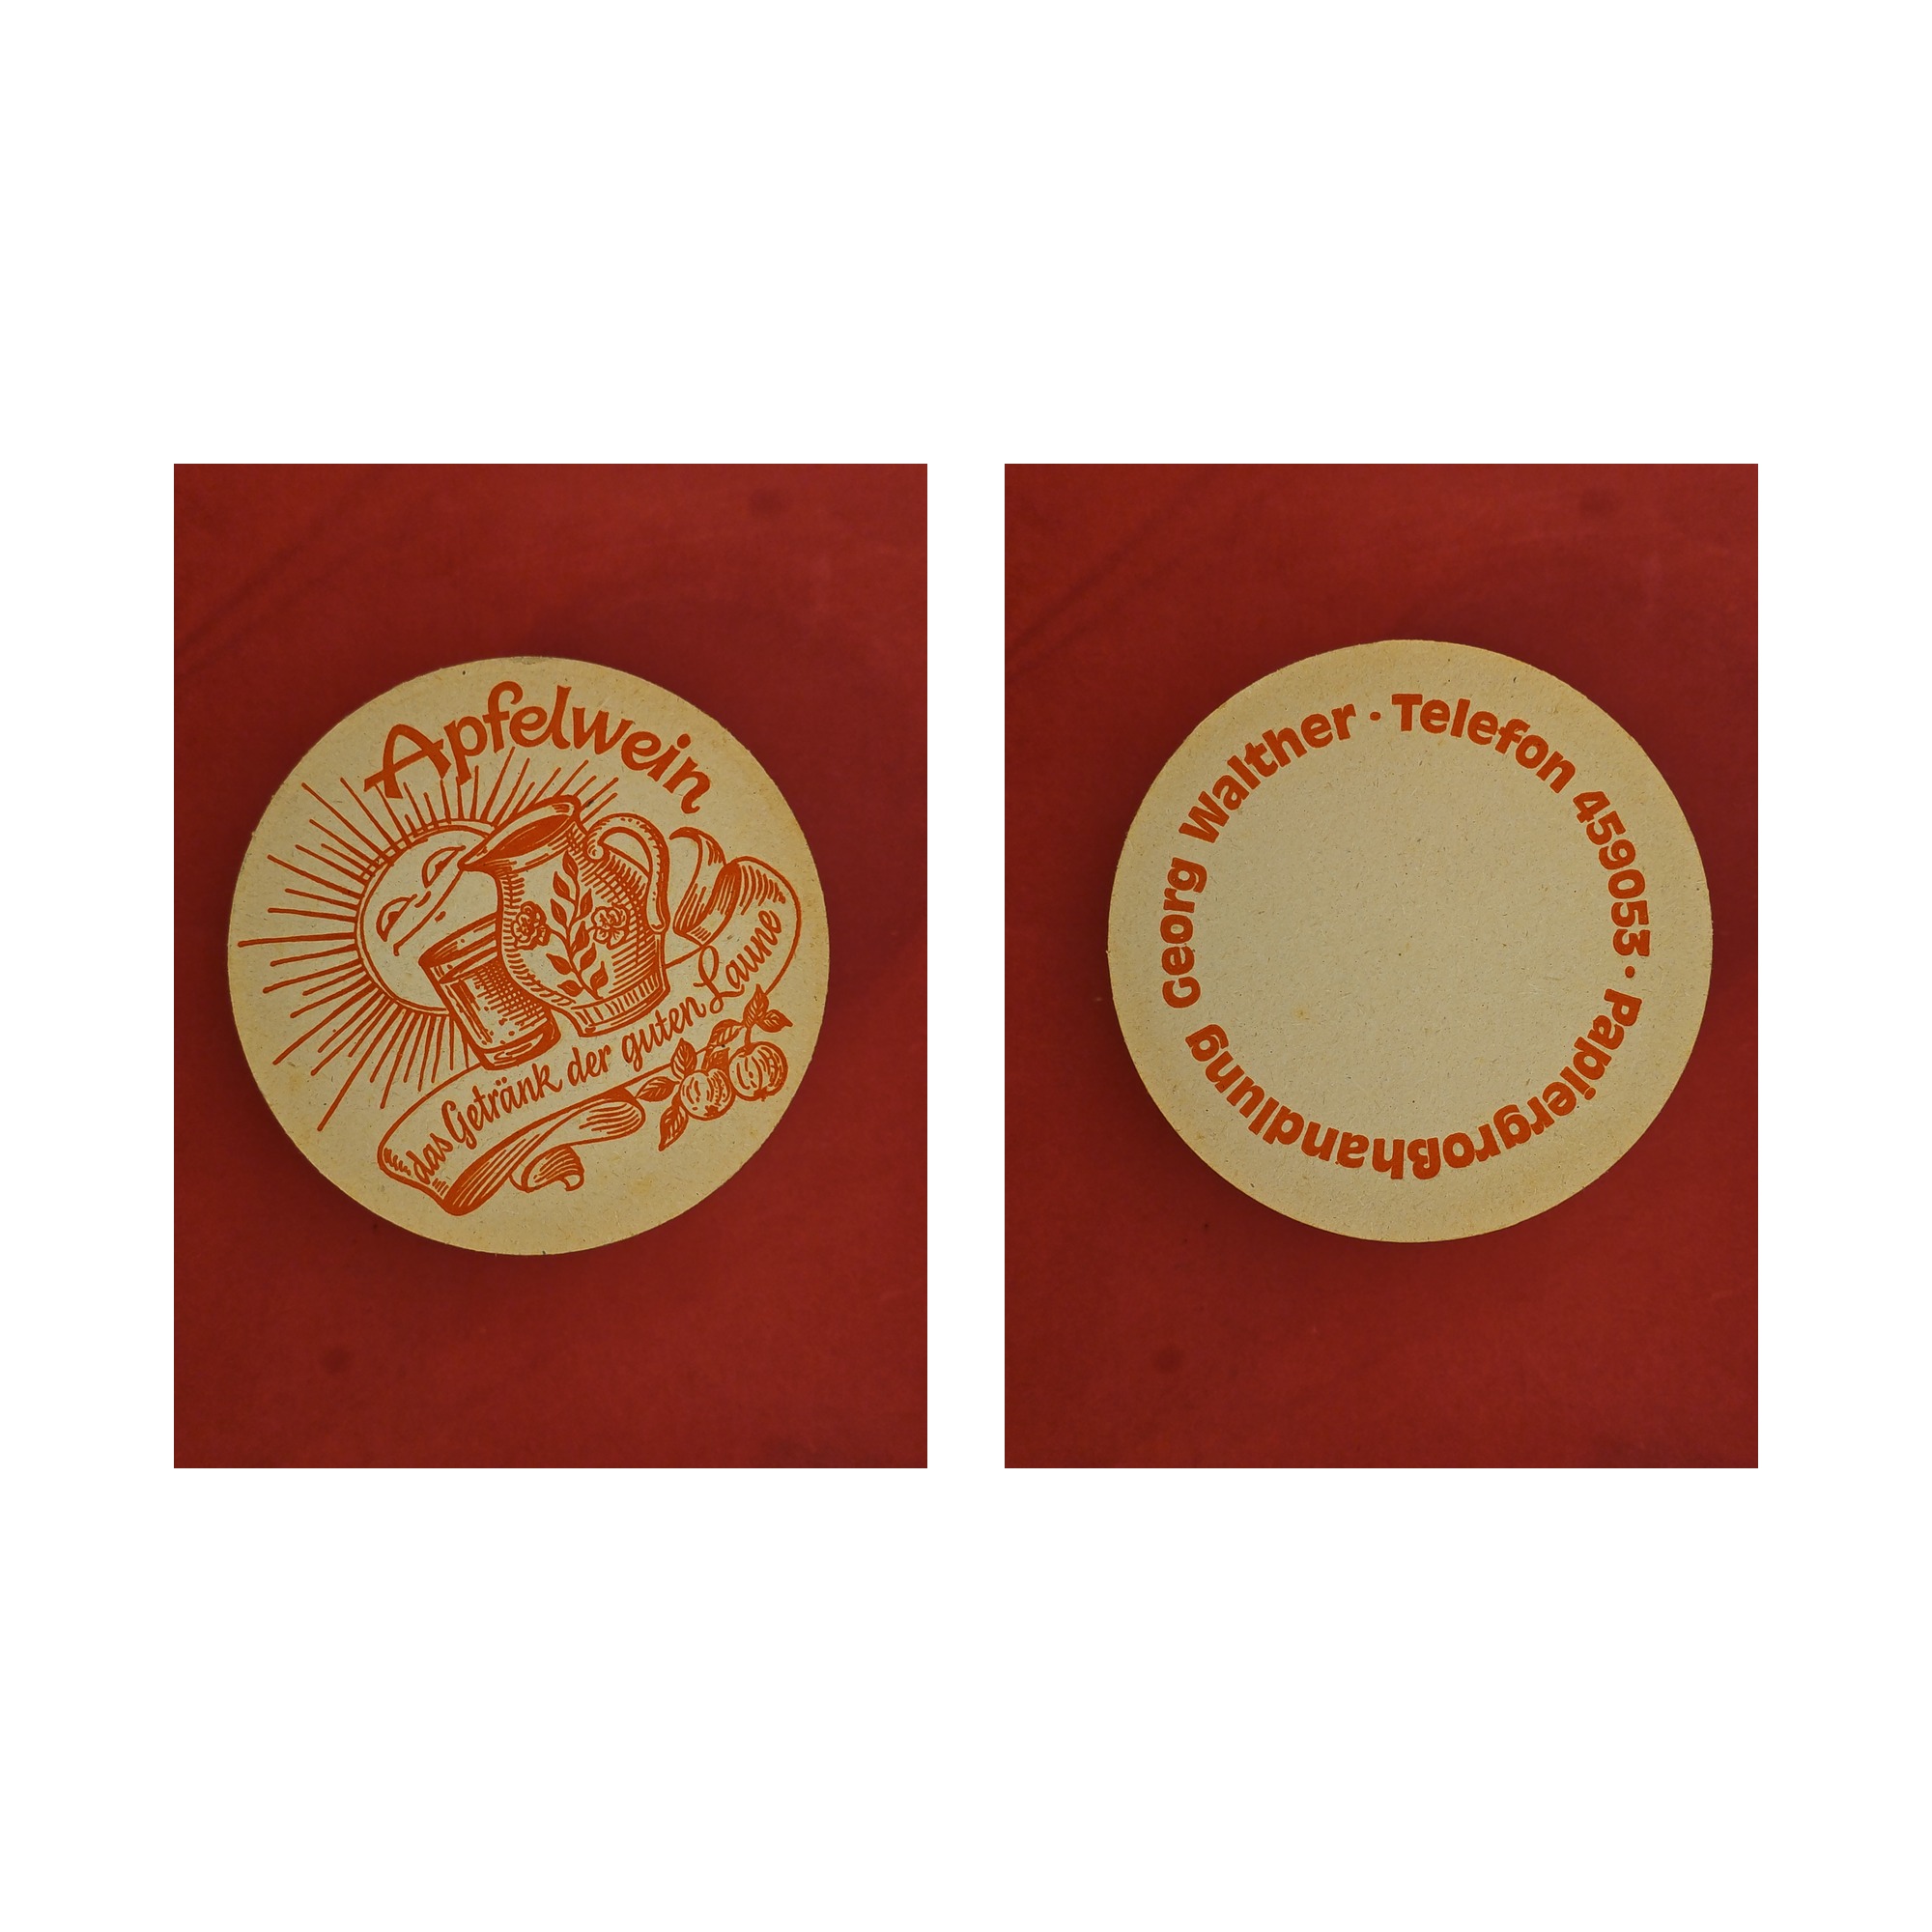 Apfelwein
das Getränk der guten Laune
Papiergroßhandlung Georg Walther · Telefon 459053 ·